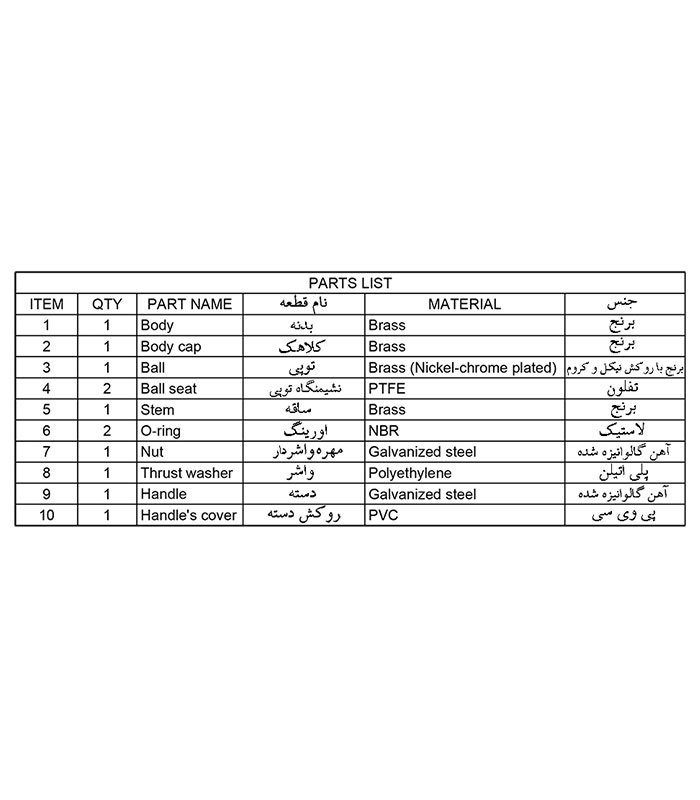 PARTS LIST
ITEM QTY PART NAME نام قطعه MATERIAL جنس
1 1 Body بدنه Brass برنج
2 1 Body cap کلاهک Brass برنج
3 1 Ball توپی Brass (Nickel-chrome plated) برنج با روکش نیکل و کروم
4 2 Ball seat نشیمنگاه توپی PTFE تفلون
5 1 Stem ساقه Brass برنج
6 2 O-ring اورینگ NBR لاستیک
7 1 Nut مهره واشردار Galvanized steel آهن گالوانیزه شده
8 1 Thrust washer واشر Polyethylene پلی اتیلن
9 1 Handle دسته Galvanized steel آهن گالوانیزه شده
10 1 Handle's cover روکش دسته PVC پی وی سی